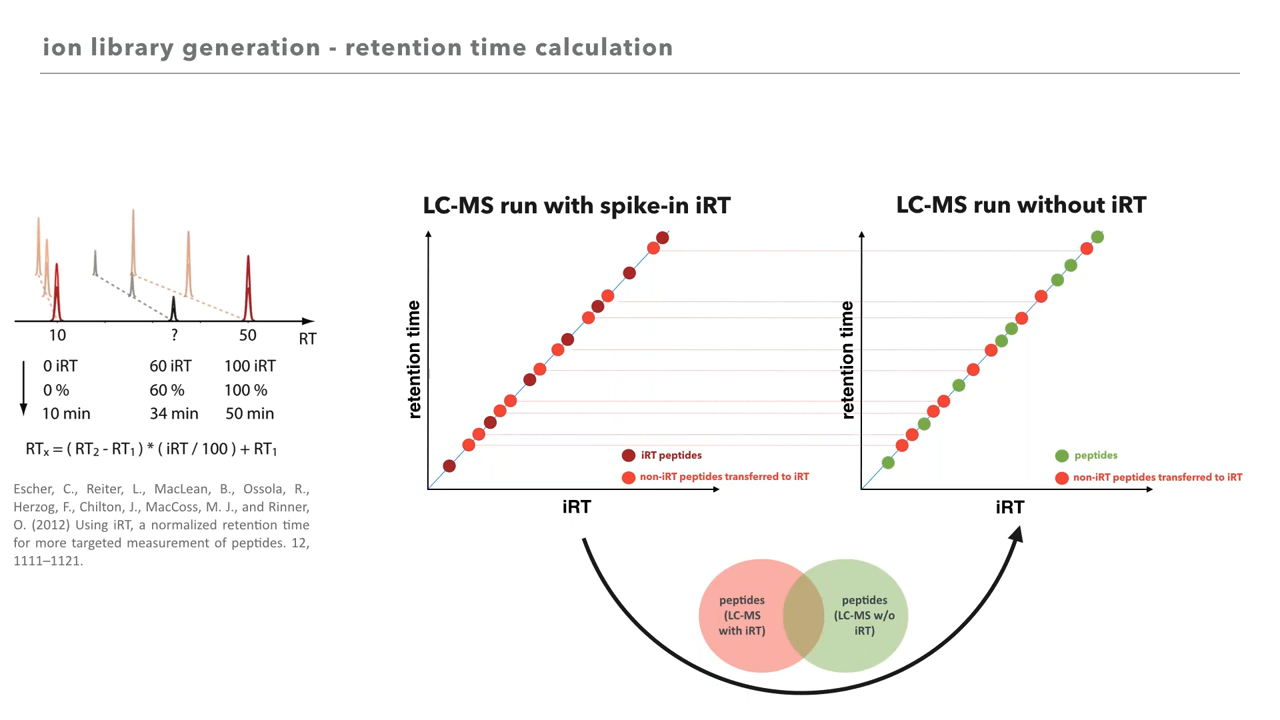 ion library generation - retention time calculation
10 ? 50 RT
0 iRT 60 iRT 100 iRT
0 % 60 % 100 %
10 min 34 min 50 min
RTx = ( RT2 - RT1 ) * ( iRT / 100 ) + RT1
Escher, C., Reiter, L., MacLean, B., Ossola, R.,
Herzog, F., Chilton, J., MacCoss, M. J., and Rinner,
O. (2012) Using iRT, a normalized retention time
for more targeted measurement of peptides. 12,
1111–1121.
LC-MS run with spike-in iRT
retention time
iRT peptides
non-iRT peptides transferred to iRT
iRT
LC-MS run without iRT
retention time
peptides
non-iRT peptides transferred to iRT
iRT
peptides
(LC-MS
with iRT)
peptides
(LC-MS w/o
iRT)